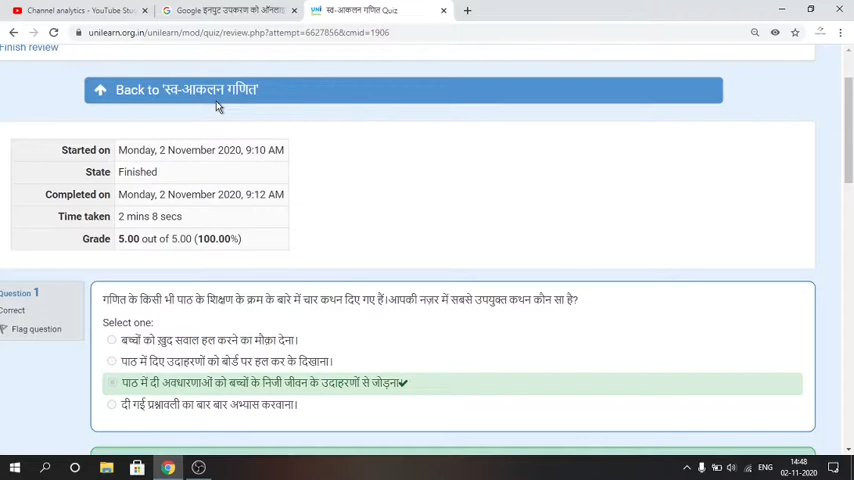 Channel analytics - YouTube Stu
Google इनपुट उपकरण को ऑनला
स्व-आकलन गणित Quiz
unilearn.org.in/unilearn/mod/quiz/review.php?attempt=6627856&cmid=1906
Finish review
Back to 'स्व-आकलन गणित'
Started on Monday, 2 November 2020, 9:10 AM
State Finished
Completed on Monday, 2 November 2020, 9:12 AM
Time taken 2 mins 8 secs
Grade 5.00 out of 5.00 (100.00%)
Question 1
Correct
Flag question
गणित के किसी भी पाठ के शिक्षण के क्रम के बारे में चार कथन दिए गए हैं।आपकी नज़र में सबसे उपयुक्त कथन कौन सा है?
Select one:
बच्चों को ख़ुद सवाल हल करने का मौक़ा देना।
पाठ में दिए उदाहरणों को बोर्ड पर हल कर के दिखाना।
पाठ में दी अवधारणाओं को बच्चों के निजी जीवन के उदाहरणों से जोड़ना
दी गई प्रश्नावली का बार बार अभ्यास करवाना।
ENG
14:48
02-11-2020